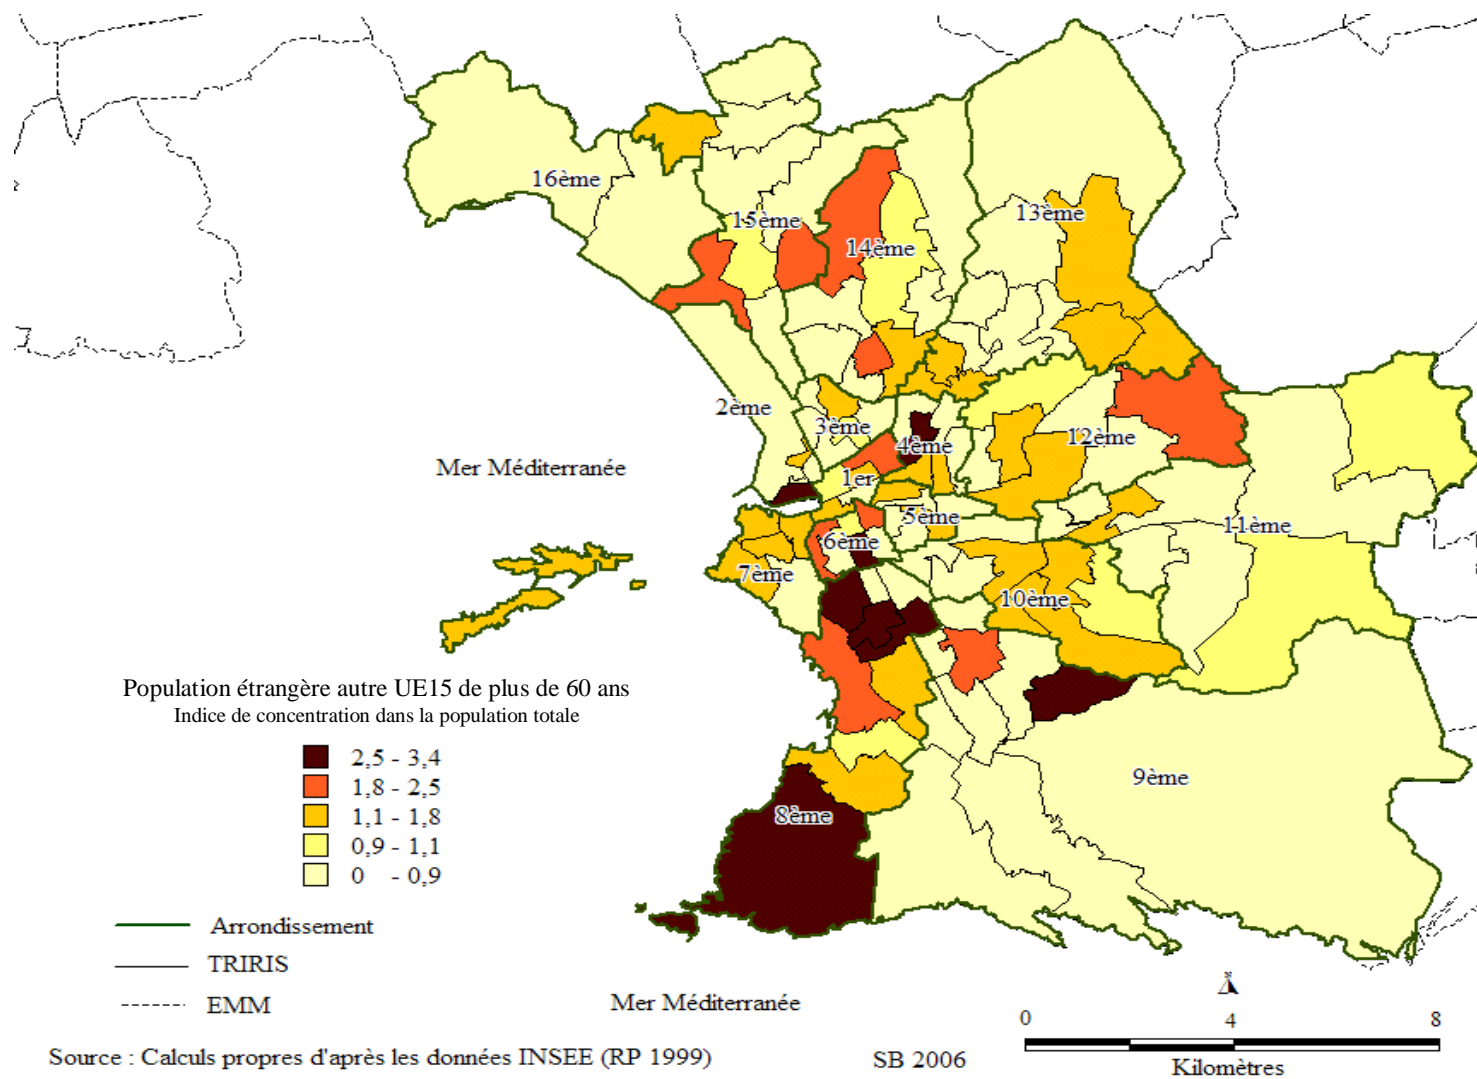 16ème
15ème
13ème
14ème
2ème
3ème
4ème
12ème
Mer Méditerranée
1er
5ème
11ème
6ème
7ème
10ème
Population étrangère autre UE15 de plus de 60 ans
Indice de concentration dans la population totale
2,5 - 3,4
1,8 - 2,5
1,1 - 1,8
0,9 - 1,1
0 - 0,9
9ème
8ème
Arrondissement
TRIRIS
EMM
Mer Méditerranée
N
0 4 8
Kilomètres
Source : Calculs propres d'après les données INSEE (RP 1999)
SB 2006